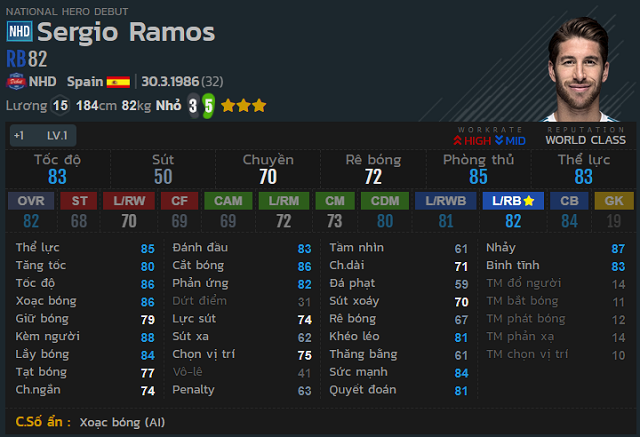 NATIONAL HERO DEBUT
NHD Sergio Ramos
RB 82
NHD Spain 30.3.1986 (32)
Lương 15 184cm 82kg Nhỏ 3 5
+1 LV.1
WORKRATE REPUTATION
HIGH MID WORLD CLASS
Tốc độ Sút Chuyền Rê bóng Phòng thủ Thể lực
83 50 70 72 85 83
OVR ST L/RW CF CAM L/RM CM CDM L/RWB L/RB CB GK
82 68 70 69 69 72 73 80 81 82 84 19
Thể lực 85 Đánh đầu 83 Tầm nhìn 61 Nhảy 87
Tăng tốc 80 Cắt bóng 86 Ch.dài 71 Bình tĩnh 83
Tốc độ 86 Phản ứng 82 Đá phạt 59 TM đổ người 14
Xoạc bóng 86 Dứt điểm 31 Sút xoáy 70 TM bắt bóng 11
Giữ bóng 79 Lực sút 74 Rê bóng 67 TM phát bóng 12
Kèm người 88 Sút xa 62 Khéo léo 81 TM phản xạ 14
Lấy bóng 84 Chọn vị trí 75 Thăng bằng 61 TM chọn vị trí 10
Tạt bóng 77 Vô-lê 41 Sức mạnh 84
Ch.ngắn 74 Penalty 63 Quyết đoán 81
C.Số ẩn : Xoạc bóng (AI)